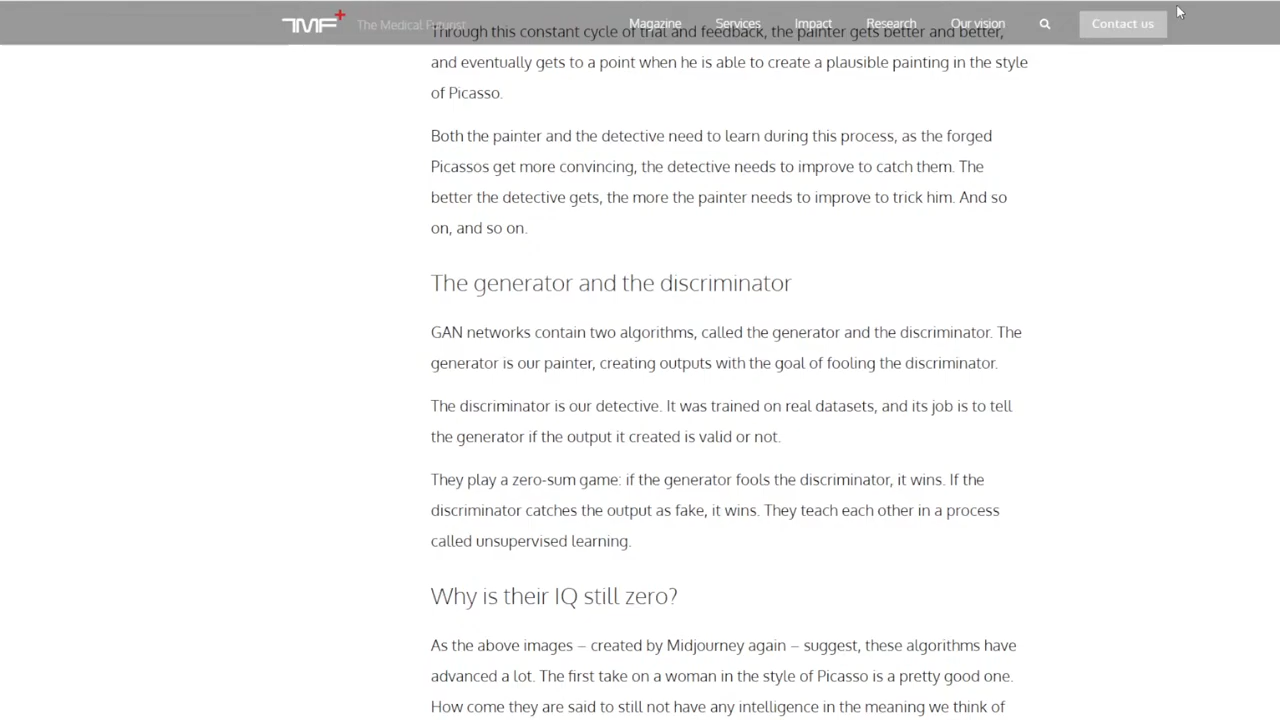 TMF+ The Medical Futurist Magazine Services Impact Research Our vision Contact us
Through this constant cycle of trial and feedback, the painter gets better and better,
and eventually gets to a point when he is able to create a plausible painting in the style
of Picasso.
Both the painter and the detective need to learn during this process, as the forged
Picassos get more convincing, the detective needs to improve to catch them. The
better the detective gets, the more the painter needs to improve to trick him. And so
on, and so on.
The generator and the discriminator
GAN networks contain two algorithms, called the generator and the discriminator. The
generator is our painter, creating outputs with the goal of fooling the discriminator.
The discriminator is our detective. It was trained on real datasets, and its job is to tell
the generator if the output it created is valid or not.
They play a zero-sum game: if the generator fools the discriminator, it wins. If the
discriminator catches the output as fake, it wins. They teach each other in a process
called unsupervised learning.
Why is their IQ still zero?
As the above images – created by Midjourney again – suggest, these algorithms have
advanced a lot. The first take on a woman in the style of Picasso is a pretty good one.
How come they are said to still not have any intelligence in the meaning we think of